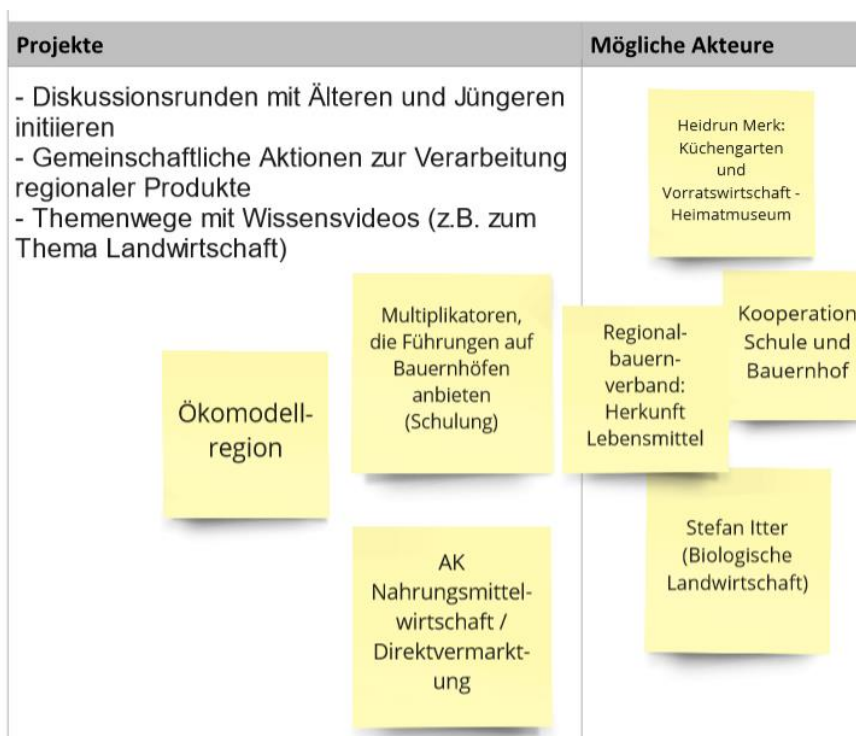 Projekte
Mögliche Akteure
- Diskussionsrunden mit Älteren und Jüngeren
initiieren
- Gemeinschaftliche Aktionen zur Verarbeitung
regionaler Produkte
- Themenwege mit Wissensvideos (z.B. zum
Thema Landwirtschaft)
Ökomodell-
region
Multiplikatoren,
die Führungen auf
Bauernhöfen
anbieten
(Schulung)
AK
Nahrungsmittel-
wirtschaft /
Direktvermarkt-
ung
Heidrun Merk:
Küchengarten
und
Vorratswirtschaft -
Heimatmuseum
Regional-
bauern-
verband:
Herkunft
Lebensmittel
Kooperation
Schule und
Bauernhof
Stefan Itter
(Biologische
Landwirtschaft)